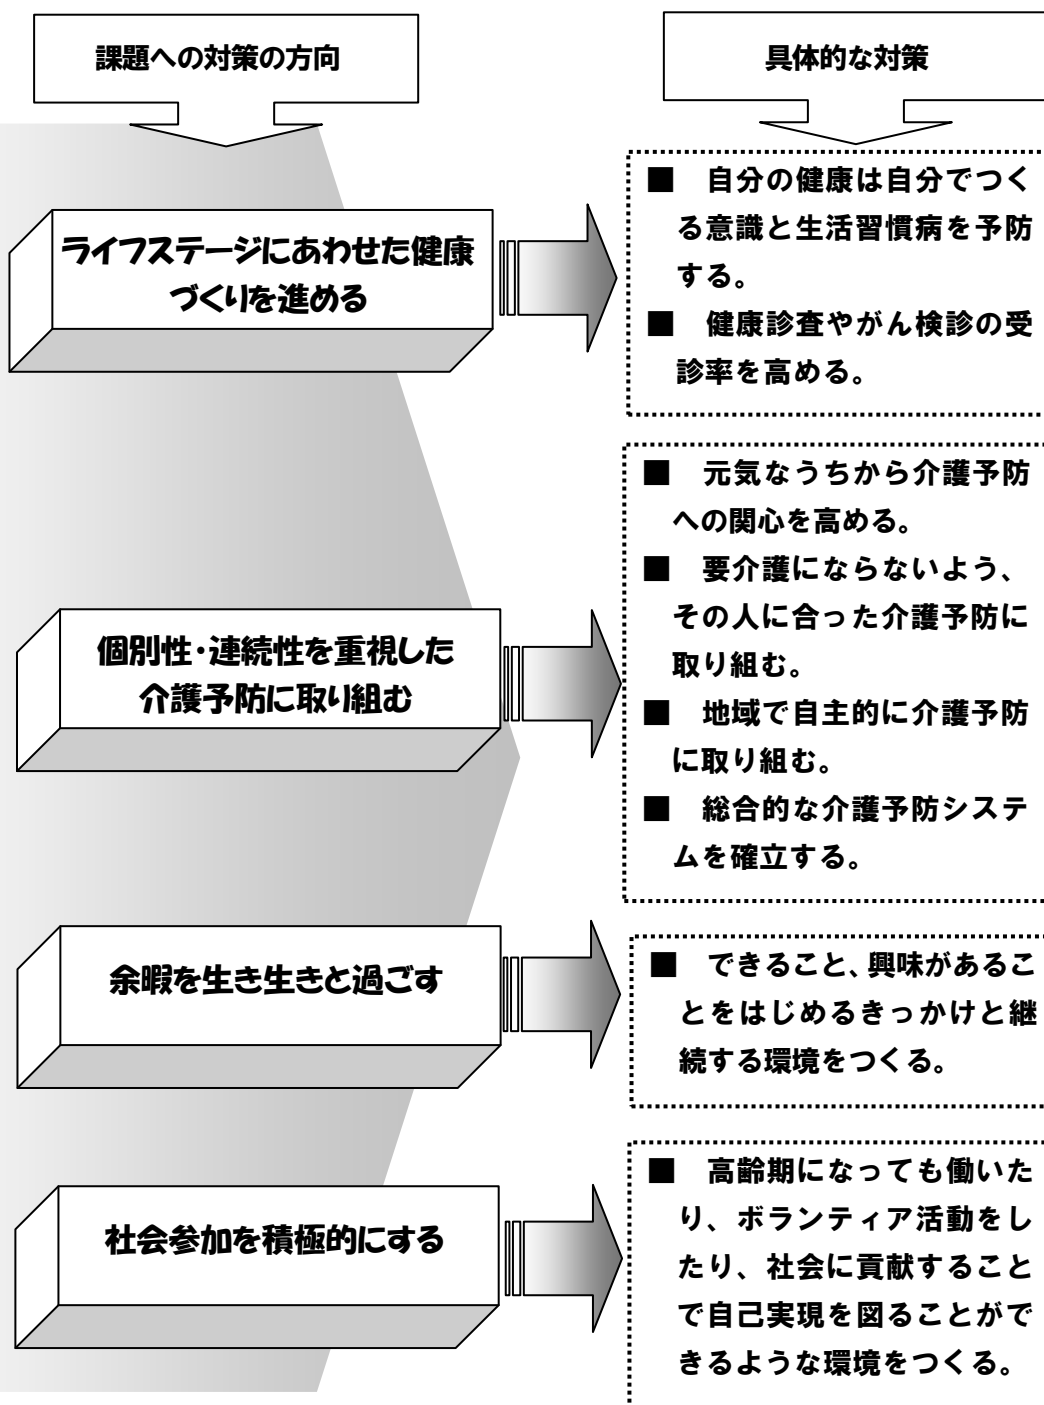 課題への対策の方向
具体的な対策
ライフステージにあわせた健康
づくりを進める
■ 自分の健康は自分でつく
る意識と生活習慣病を予防
する。
■ 健康診査やがん検診の受
診率を高める。
個別性・連続性を重視した
介護予防に取り組む
■ 元気なうちから介護予防
への関心を高める。
■ 要介護にならないよう、
その人に合った介護予防に
取り組む。
■ 地域で自主的に介護予防
に取り組む。
■ 総合的な介護予防システ
ムを確立する。
余暇を生き生きと過ごす
■ できること、興味があるこ
とをはじめるきっかけと継
続する環境をつくる。
社会参加を積極的にする
■ 高齢期になっても働いた
り、ボランティア活動をし
たり、社会に貢献すること
で自己実現を図ることがで
きるような環境をつくる。